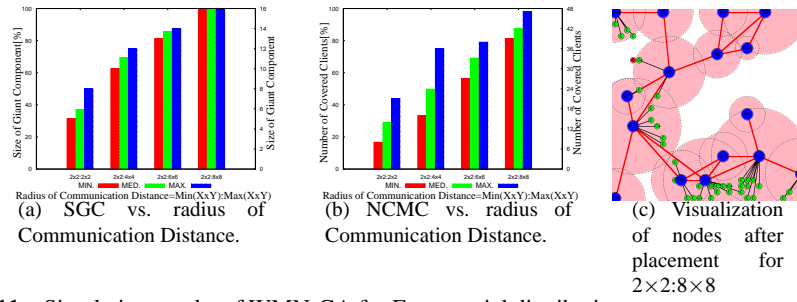 100
80
60
40
20
0
Size of Giant Component[%]
16
14
12
10
8
6
4
2
0
Size of Giant Component
2x2:2x2 2x2:4x4 2x2:6x6 2x2:8x8
MIN. MED. MAX.
Radius of Communication Distance=Min(XxY):Max(XxY)
(a) SGC vs. radius of
Communication Distance.
100
80
60
40
20
0
Number of Covered Clients[%]
48
42
36
30
24
18
12
6
0
Number of Covered Clients
2x2:2x2 2x2:4x4 2x2:6x6 2x2:8x8
MIN. MED. MAX.
Radius of Communication Distance=Min(XxY):Max(XxY)
(b) NCMC vs. radius of
Communication Distance.
(c) Visualization
of nodes after
placement for
2×2:8×8